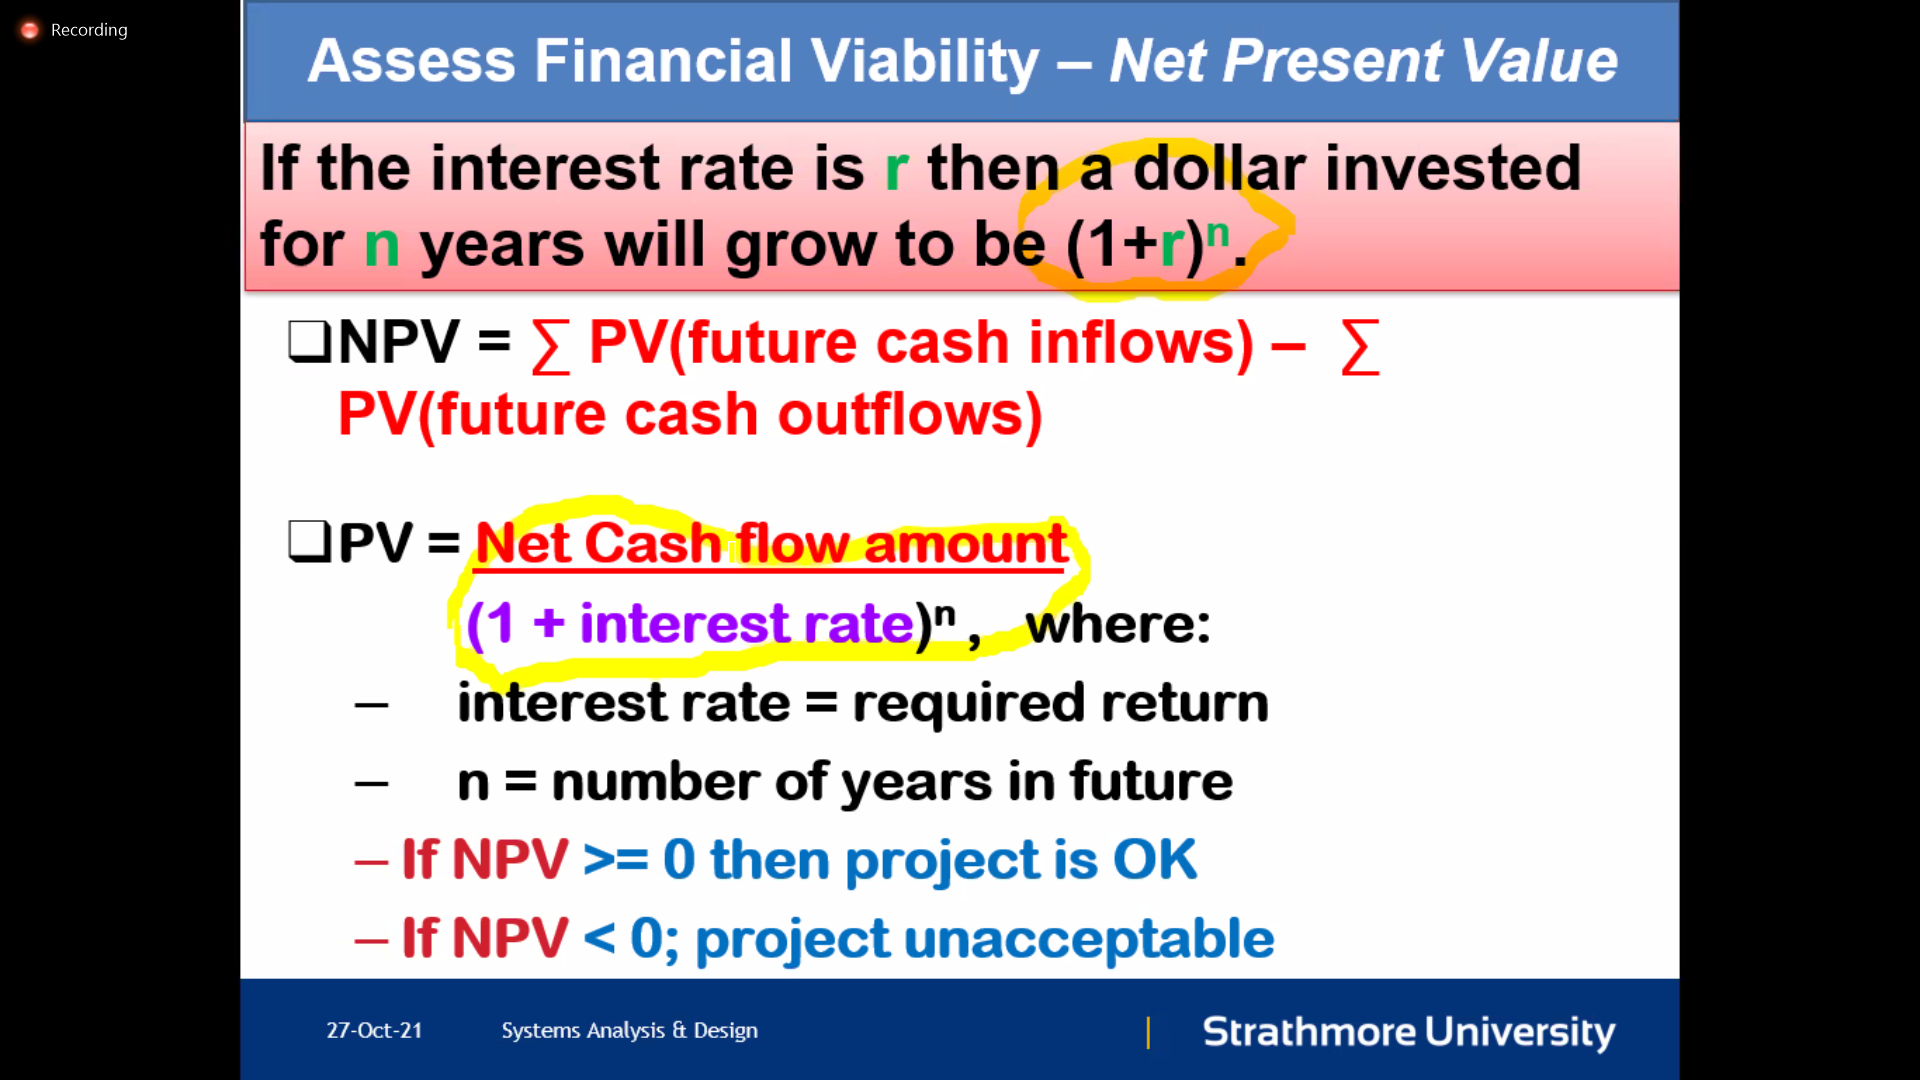 Recording
Assess Financial Viability – Net Present Value
If the interest rate is r then a dollar invested
for n years will grow to be (1+r)ⁿ.
❑NPV = ∑ PV(future cash inflows) – ∑
PV(future cash outflows)
❑PV = Net Cash flow amount
(1 + interest rate)ⁿ , where:
– interest rate = required return
– n = number of years in future
– If NPV >= 0 then project is OK
– If NPV < 0; project unacceptable
27-Oct-21 Systems Analysis & Design | Strathmore University